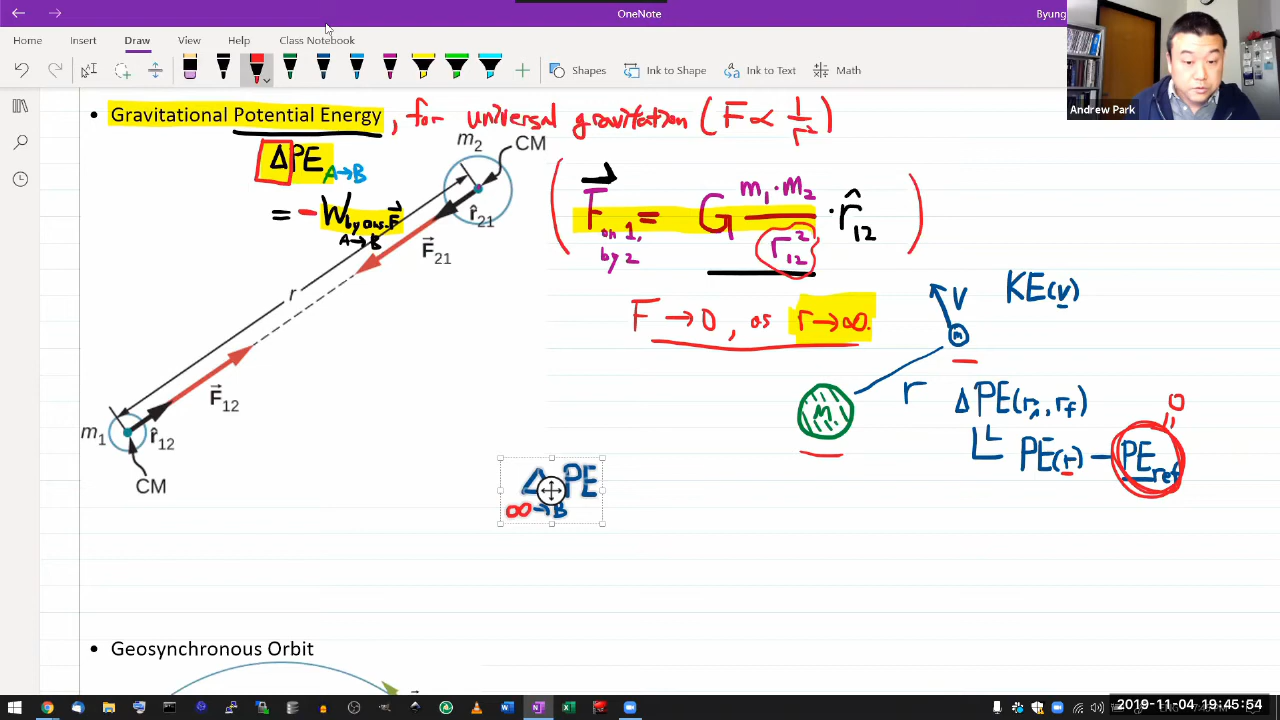 OneNote
Byung
Home Insert Draw View Help Class Notebook
Shapes Ink to Shape Ink to Text Math
Andrew Park
• Gravitational Potential Energy, for universal gravitation (F ∝ 1/r²)
ΔPE A→B
= - W by cons. F⃗ A→B
m₂ CM
r̂₂₁
F⃗₂₁
r
F⃗₁₂
m₁ r̂₁₂
CM
( F⃗ on 1, by 2 = G m₁·m₂ / r₁₂² · r̂₁₂ )
F → 0, as r → ∞.
V KE(v)
m
M r
ΔPE(rᵢ, r_f)
PE(r) - PE ref
0
ΔPE
∞→B
• Geosynchronous Orbit
2019-11-04 19:45:54